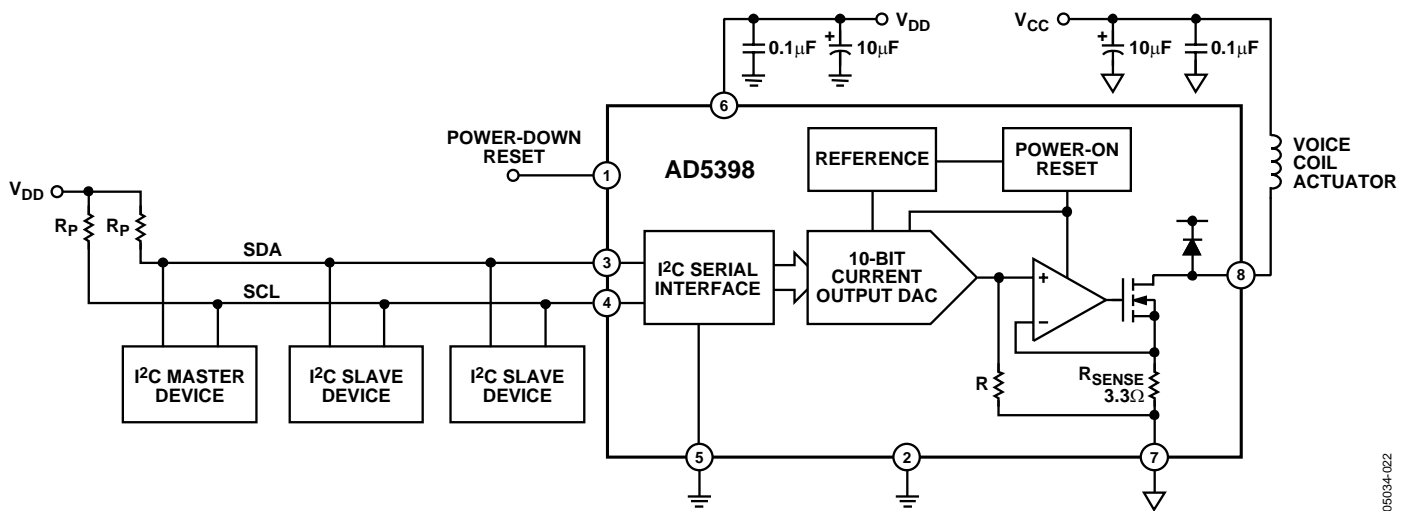 V_DD
0.1µF
10µF
V_CC
10µF
0.1µF
6
POWER-DOWN
RESET
1
AD5398
REFERENCE
POWER-ON
RESET
VOICE
COIL
ACTUATOR
V_DD
R_P
R_P
SDA
3
I²C SERIAL
INTERFACE
10-BIT
CURRENT
OUTPUT DAC
+
–
8
SCL
4
I²C MASTER
DEVICE
I²C SLAVE
DEVICE
I²C SLAVE
DEVICE
R
R_SENSE
3.3Ω
5
2
7
05034-022